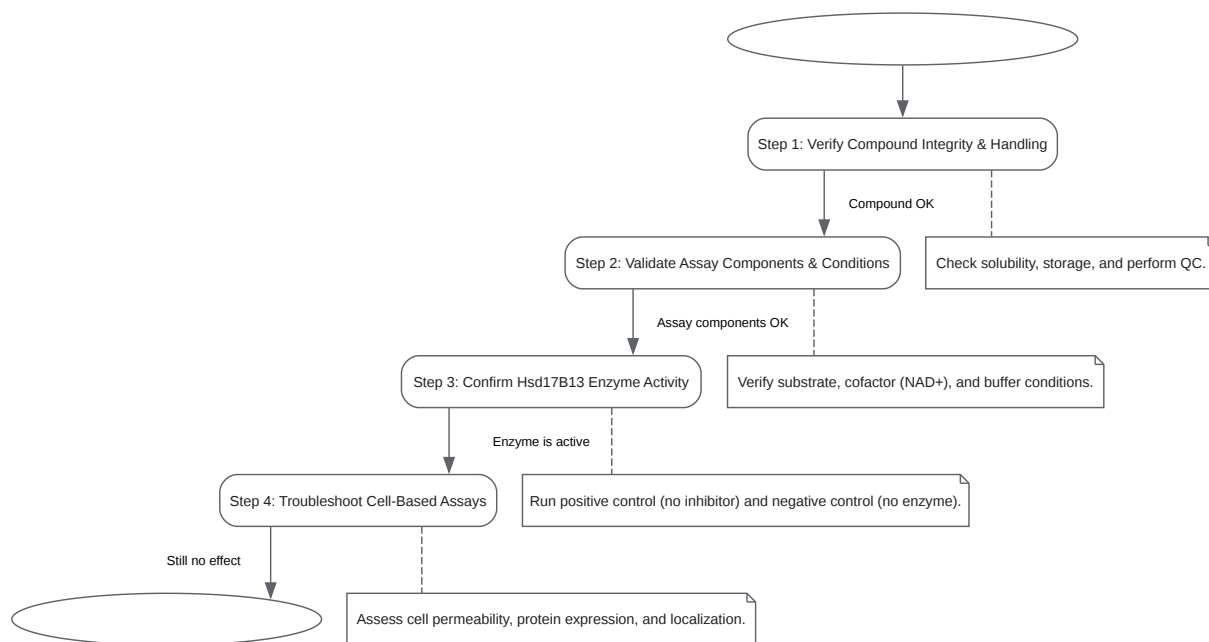 Step 1: Verify Compound Integrity & Handling
Compound OK
Step 2: Validate Assay Components & Conditions
Check solubility, storage, and perform QC.
Assay components OK
Step 3: Confirm Hsd17B13 Enzyme Activity
Verify substrate, cofactor (NAD+), and buffer conditions.
Enzyme is active
Step 4: Troubleshoot Cell-Based Assays
Run positive control (no inhibitor) and negative control (no enzyme).
Still no effect
Assess cell permeability, protein expression, and localization.